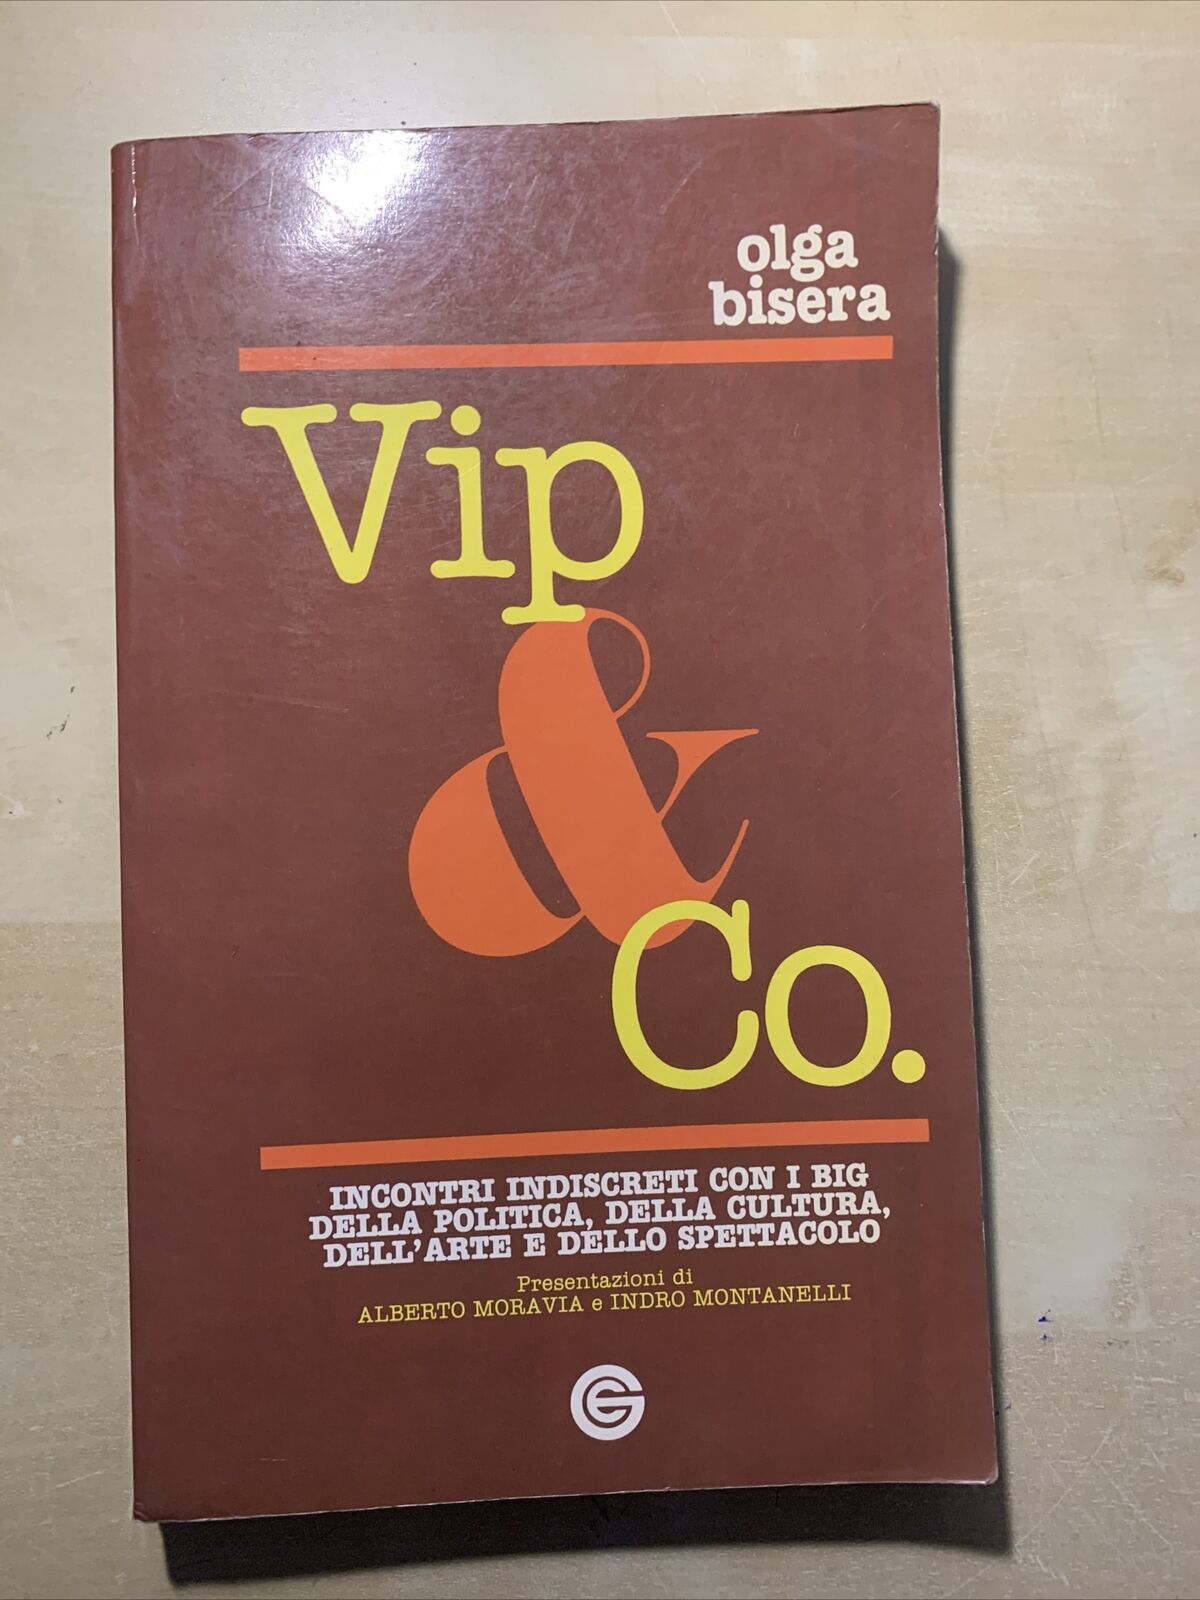 olga
bisera
Vip
&
Co.
INCONTRI INDISCRETI CON I BIG
DELLA POLITICA, DELLA CULTURA,
DELL'ARTE E DELLO SPETTACOLO
Presentazioni di
ALBERTO MORAVIA e INDRO MONTANELLI